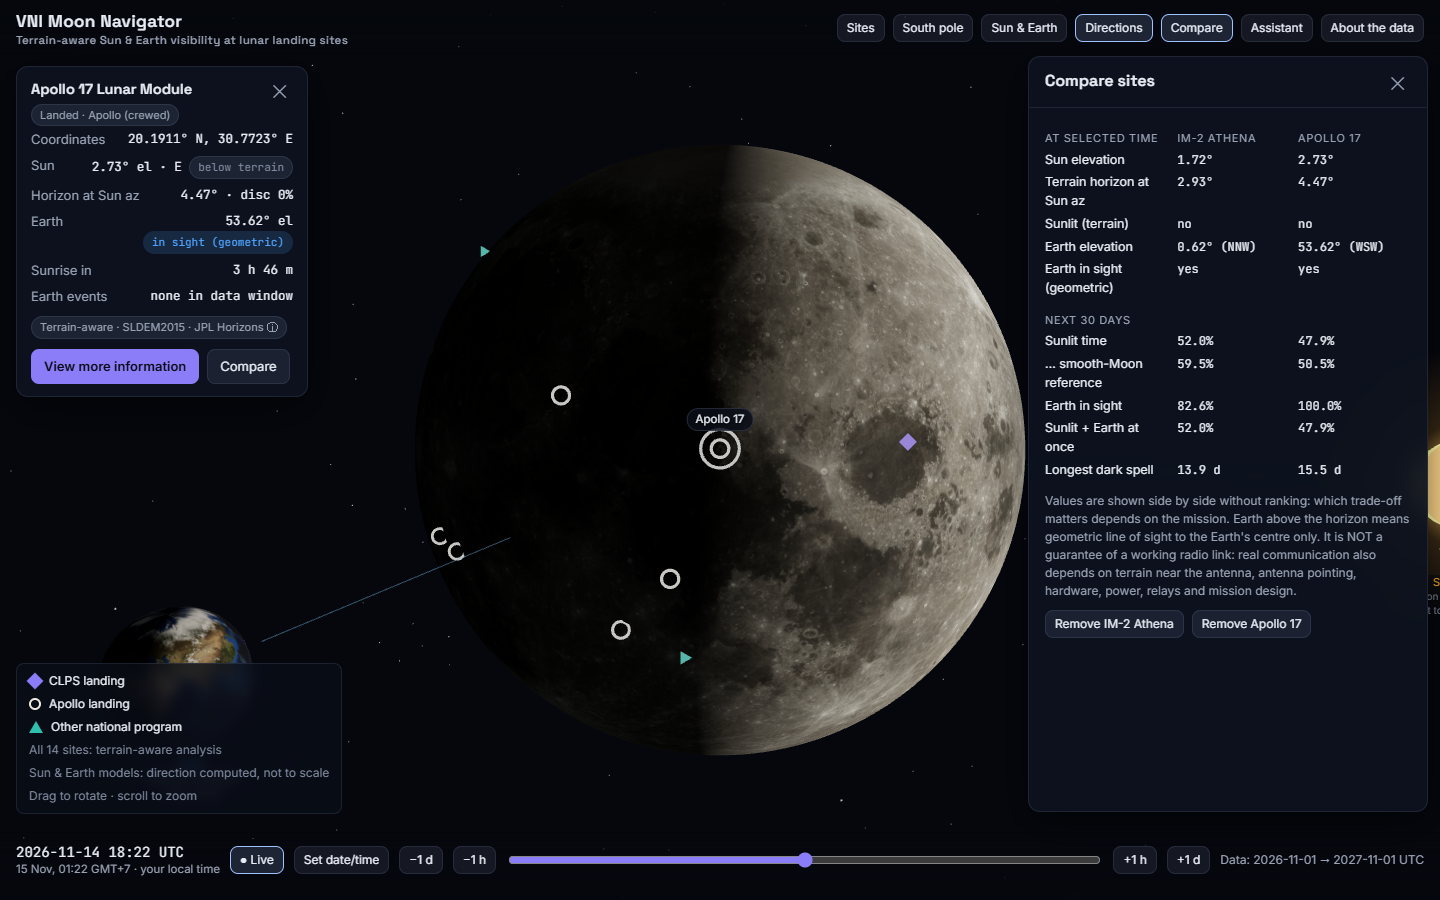 VNI Moon Navigator
Terrain-aware Sun & Earth visibility at lunar landing sites
Sites
South pole
Sun & Earth
Directions
Compare
Assistant
About the data
Apollo 17 Lunar Module
Landed · Apollo (crewed)
Coordinates 20.1911° N, 30.7723° E
Sun 2.73° el · E below terrain
Horizon at Sun az 4.47° · disc 0%
Earth 53.62° el
in sight (geometric)
Sunrise in 3 h 46 m
Earth events none in data window
Terrain-aware · SLDEM2015 · JPL Horizons ⓘ
View more information
Compare
Apollo 17
Compare sites
AT SELECTED TIME IM-2 ATHENA APOLLO 17
Sun elevation 1.72° 2.73°
Terrain horizon at 2.93° 4.47°
Sun az
Sunlit (terrain) no no
Earth elevation 0.62° (NNW) 53.62° (WSW)
Earth in sight yes yes
(geometric)
NEXT 30 DAYS
Sunlit time 52.0% 47.9%
… smooth-Moon 59.5% 50.5%
reference
Earth in sight 82.6% 100.0%
Sunlit + Earth at 52.0% 47.9%
once
Longest dark spell 13.9 d 15.5 d
Values are shown side by side without ranking: which trade-off
matters depends on the mission. Earth above the horizon means
geometric line of sight to the Earth's centre only. It is NOT a
guarantee of a working radio link: real communication also
depends on terrain near the antenna, antenna pointing,
hardware, power, relays and mission design.
Remove IM-2 Athena
Remove Apollo 17
CLPS landing
Apollo landing
Other national program
All 14 sites: terrain-aware analysis
Sun & Earth models: direction computed, not to scale
Drag to rotate · scroll to zoom
2026-11-14 18:22 UTC
15 Nov, 01:22 GMT+7 · your local time
● Live
Set date/time
−1 d
−1 h
+1 h
+1 d
Data: 2026-11-01 → 2027-11-01 UTC